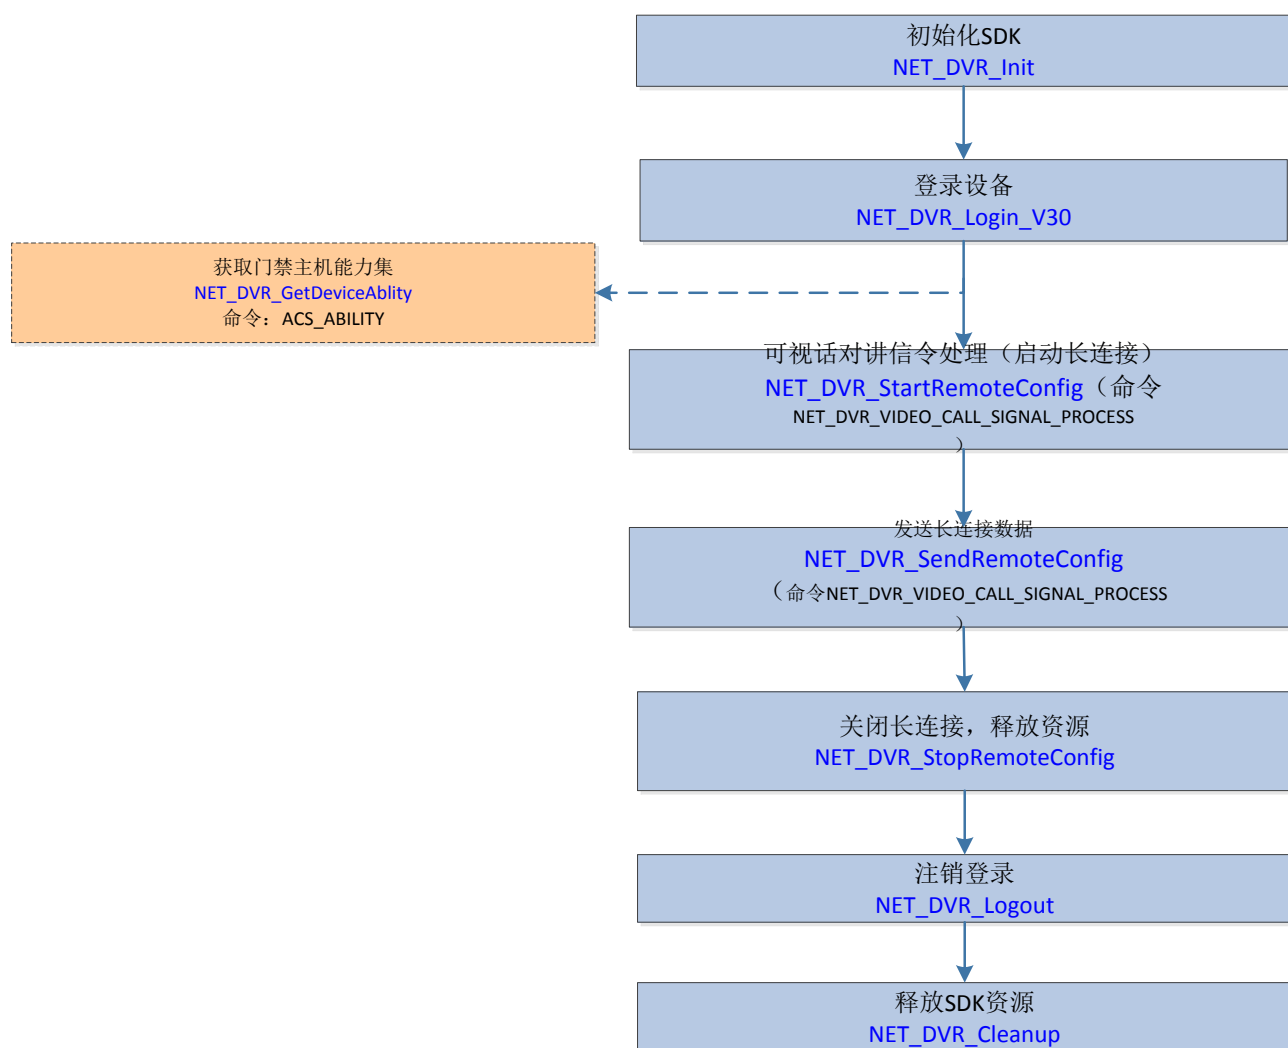 初始化SDK
NET_DVR_Init
登录设备
NET_DVR_Login_V30
获取门禁主机能力集
NET_DVR_GetDeviceAblity
命令：ACS_ABILITY
可视话对讲信令处理（启动长连接）
NET_DVR_StartRemoteConfig（命令
NET_DVR_VIDEO_CALL_SIGNAL_PROCESS
）
发送长连接数据
NET_DVR_SendRemoteConfig
（命令NET_DVR_VIDEO_CALL_SIGNAL_PROCESS
）
关闭长连接，释放资源
NET_DVR_StopRemoteConfig
注销登录
NET_DVR_Logout
释放SDK资源
NET_DVR_Cleanup